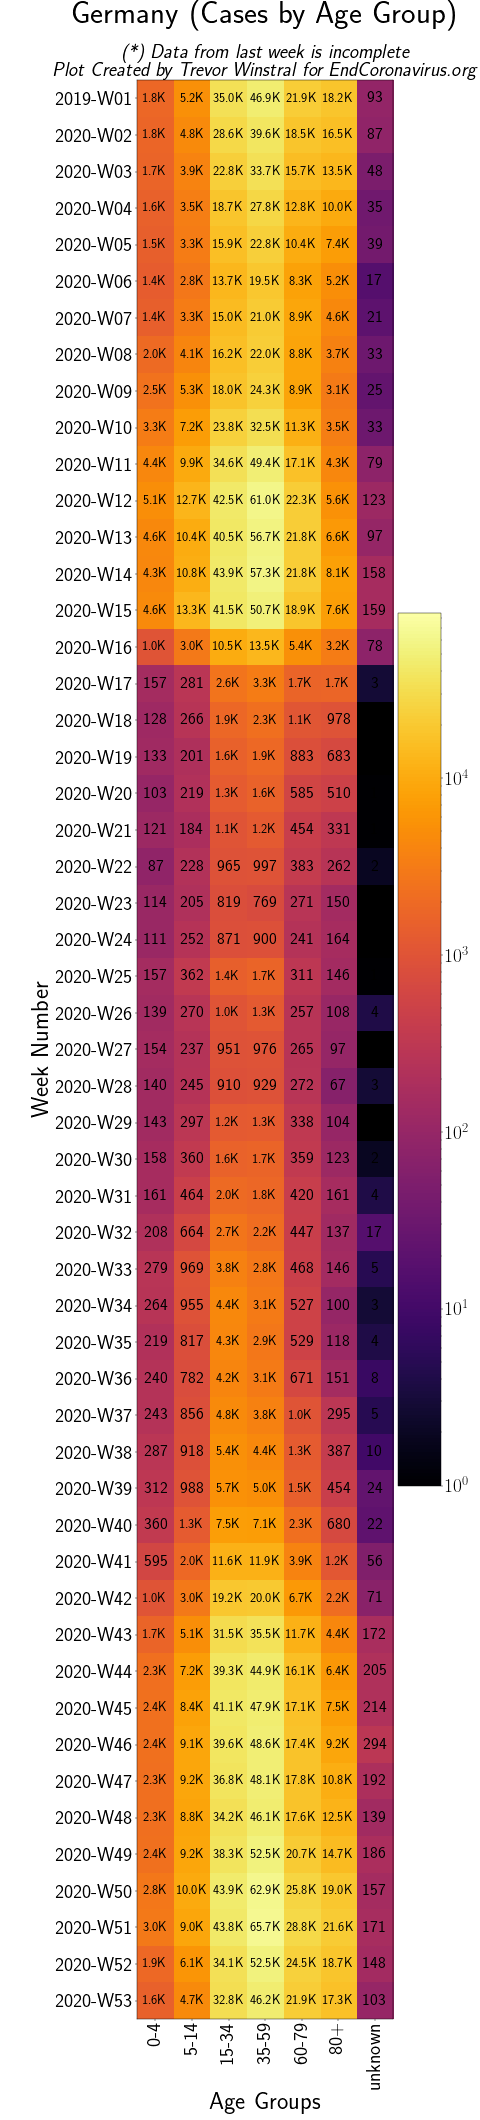 Germany (Cases by Age Group)
(*) Data from last week is incomplete
Plot Created by Trevor Winstral for EndCoronavirus.org
2019-W01 1.8K 5.2K 35.0K 46.9K 21.9K 18.2K 93
2020-W02 1.8K 4.8K 28.6K 39.6K 18.5K 16.5K 87
2020-W03 1.7K 3.9K 22.8K 33.7K 15.7K 13.5K 48
2020-W04 1.6K 3.5K 18.7K 27.8K 12.8K 10.0K 35
2020-W05 1.5K 3.3K 15.9K 22.8K 10.4K 7.4K 39
2020-W06 1.4K 2.8K 13.7K 19.5K 8.3K 5.2K 17
2020-W07 1.4K 3.3K 15.0K 21.0K 8.9K 4.6K 21
2020-W08 2.0K 4.1K 16.2K 22.0K 8.8K 3.7K 33
2020-W09 2.5K 5.3K 18.0K 24.3K 8.9K 3.1K 25
2020-W10 3.3K 7.2K 23.8K 32.5K 11.3K 3.5K 33
2020-W11 4.4K 9.9K 34.6K 49.4K 17.1K 4.3K 79
2020-W12 5.1K 12.7K 42.5K 61.0K 22.3K 5.6K 123
2020-W13 4.6K 10.4K 40.5K 56.7K 21.8K 6.6K 97
2020-W14 4.3K 10.8K 43.9K 57.3K 21.8K 8.1K 158
2020-W15 4.6K 13.3K 41.5K 50.7K 18.9K 7.6K 159
2020-W16 1.0K 3.0K 10.5K 13.5K 5.4K 3.2K 78
2020-W17 157 281 2.6K 3.3K 1.7K 1.7K 3
2020-W18 128 266 1.9K 2.3K 1.1K 978
2020-W19 133 201 1.6K 1.9K 883 683
2020-W20 103 219 1.3K 1.6K 585 510
2020-W21 121 184 1.1K 1.2K 454 331
2020-W22 87 228 965 997 383 262 2
2020-W23 114 205 819 769 271 150
2020-W24 111 252 871 900 241 164
2020-W25 157 362 1.4K 1.7K 311 146
2020-W26 139 270 1.0K 1.3K 257 108 4
2020-W27 154 237 951 976 265 97
2020-W28 140 245 910 929 272 67 3
2020-W29 143 297 1.2K 1.3K 338 104
2020-W30 158 360 1.6K 1.7K 359 123 2
2020-W31 161 464 2.0K 1.8K 420 161 4
2020-W32 208 664 2.7K 2.2K 447 137 17
2020-W33 279 969 3.8K 2.8K 468 146 5
2020-W34 264 955 4.4K 3.1K 527 100 3
2020-W35 219 817 4.3K 2.9K 529 118 4
2020-W36 240 782 4.2K 3.1K 671 151 8
2020-W37 243 856 4.8K 3.8K 1.0K 295 5
2020-W38 287 918 5.4K 4.4K 1.3K 387 10
2020-W39 312 988 5.7K 5.0K 1.5K 454 24
2020-W40 360 1.3K 7.5K 7.1K 2.3K 680 22
2020-W41 595 2.0K 11.6K 11.9K 3.9K 1.2K 56
2020-W42 1.0K 3.0K 19.2K 20.0K 6.7K 2.2K 71
2020-W43 1.7K 5.1K 31.5K 35.5K 11.7K 4.4K 172
2020-W44 2.3K 7.2K 39.3K 44.9K 16.1K 6.4K 205
2020-W45 2.4K 8.4K 41.1K 47.9K 17.1K 7.5K 214
2020-W46 2.4K 9.1K 39.6K 48.6K 17.4K 9.2K 294
2020-W47 2.3K 9.2K 36.8K 48.1K 17.8K 10.8K 192
2020-W48 2.3K 8.8K 34.2K 46.1K 17.6K 12.5K 139
2020-W49 2.4K 9.2K 38.3K 52.5K 20.7K 14.7K 186
2020-W50 2.8K 10.0K 43.9K 62.9K 25.8K 19.0K 157
2020-W51 3.0K 9.0K 43.8K 65.7K 28.8K 21.6K 171
2020-W52 1.9K 6.1K 34.1K 52.5K 24.5K 18.7K 148
2020-W53 1.6K 4.7K 32.8K 46.2K 21.9K 17.3K 103
0-4 5-14 15-34 35-59 60-79 80+ unknown
Age Groups
Week Number
10⁴
10³
10²
10¹
10⁰